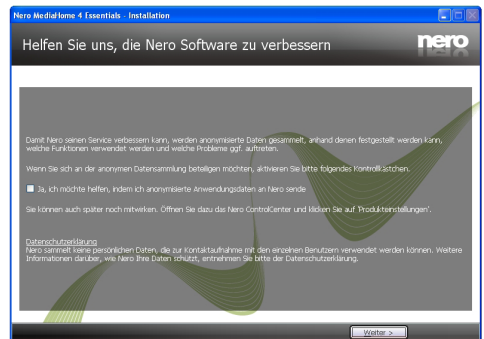 Nero MediaHome 4 Essentials - Installation
Helfen Sie uns, die Nero Software zu verbessern
nero
Damit Nero seinen Service verbessern kann, werden anonymisierte Daten gesammelt, anhand denen festgestellt werden kann,
welche Funktionen verwendet werden und welche Probleme ggf. auftreten.
Wenn Sie sich an der anonymen Datensammlung beteiligen möchten, aktivieren Sie bitte folgendes Kontrollkästchen.
Ja, ich möchte helfen, indem ich anonymisierte Anwendungsdaten an Nero sende
Sie können auch später noch mitwirken. Öffnen Sie dazu das Nero ControlCenter und klicken Sie auf 'Produkteinstellungen'.
Datenschutzerklärung
Nero sammelt keine persönlichen Daten, die zur Kontaktaufnahme mit den einzelnen Benutzern verwendet werden können. Weitere
Informationen darüber, wie Nero Ihre Daten schützt, entnehmen Sie bitte der Datenschutzerklärung.
Weiter >